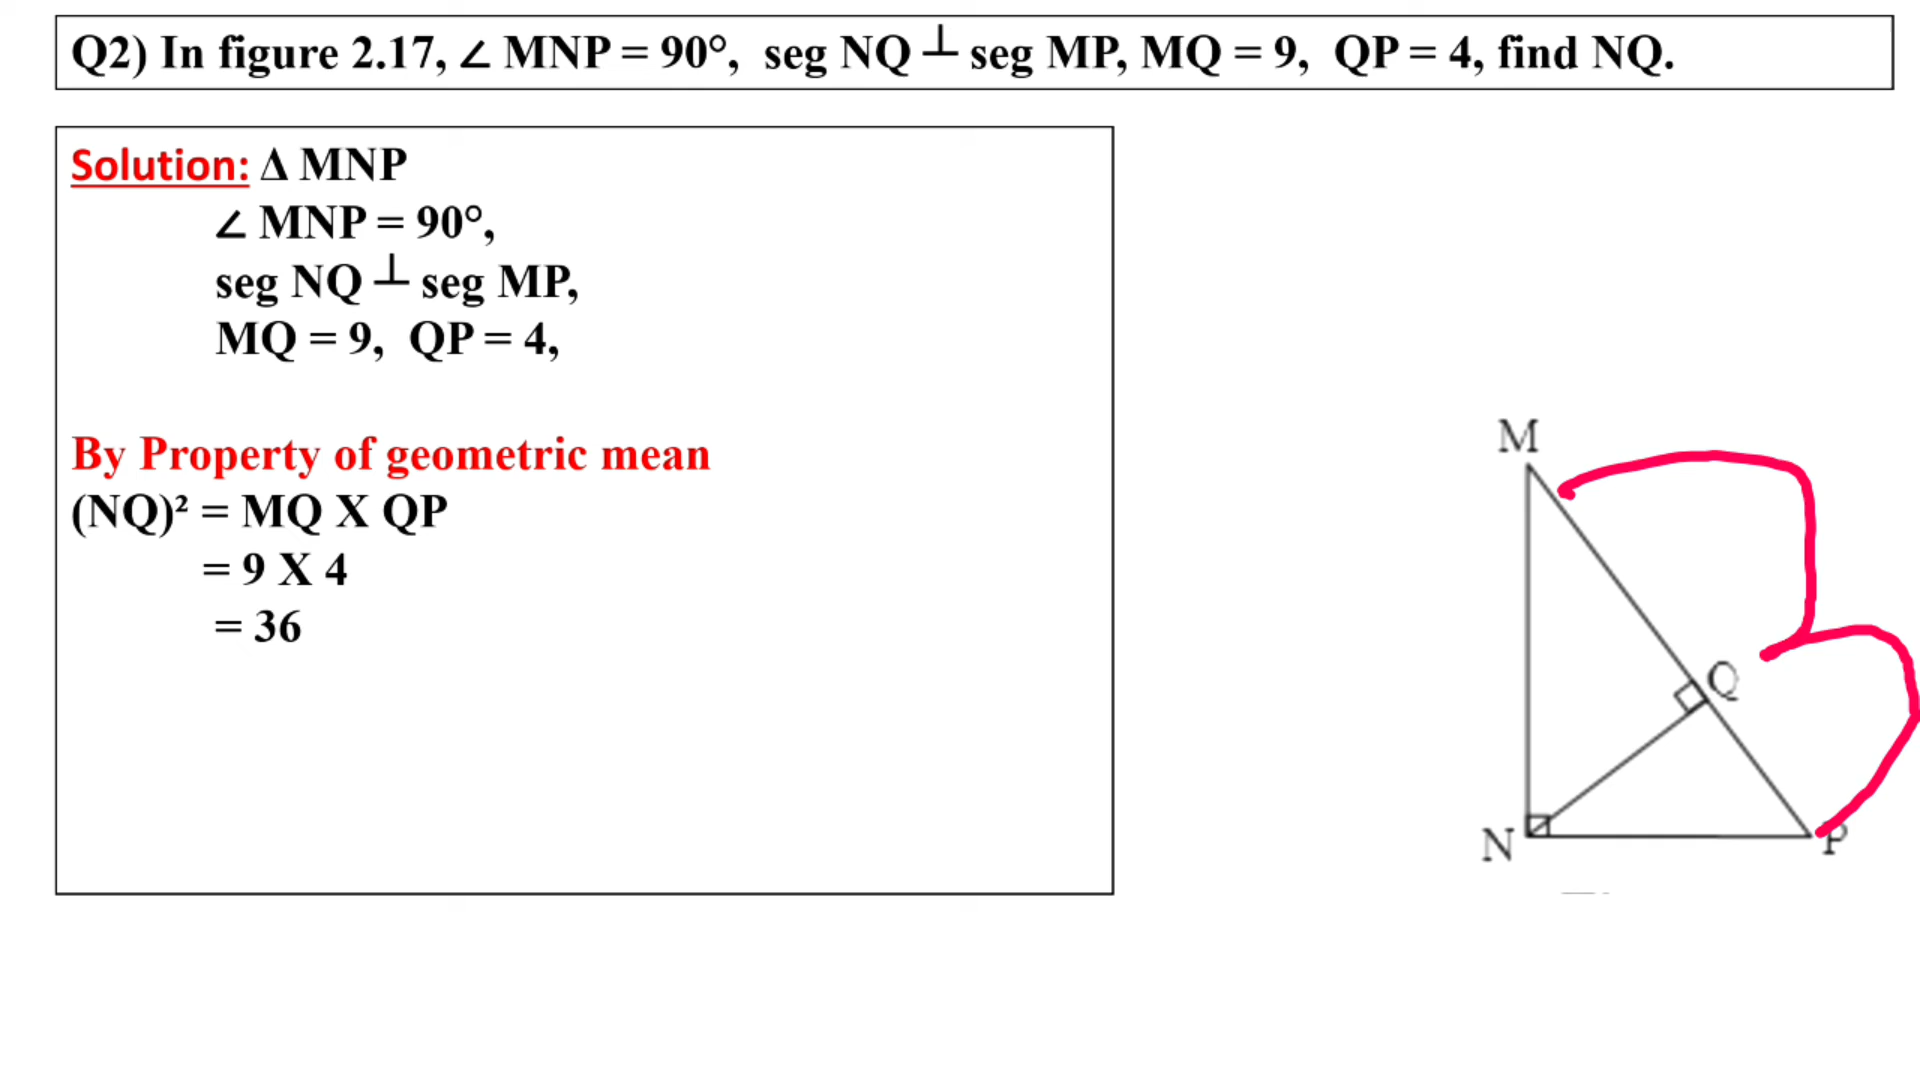 Q2) In figure 2.17, ∠ MNP = 90°, seg NQ ┴ seg MP, MQ = 9, QP = 4, find NQ.
Solution: Δ MNP
∠ MNP = 90°,
seg NQ ┴ seg MP,
MQ = 9, QP = 4,
By Property of geometric mean
(NQ)² = MQ X QP
= 9 X 4
= 36
M
Q
N
P